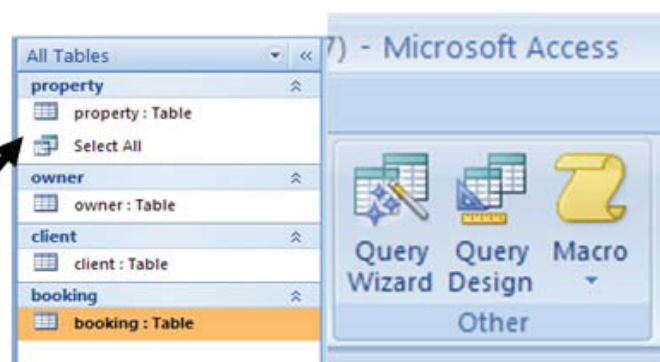 All Tables
property
property : Table
Select All
owner
owner : Table
client
client : Table
booking
booking : Table
7) - Microsoft Access
Query Wizard
Query Design
Macro
Other